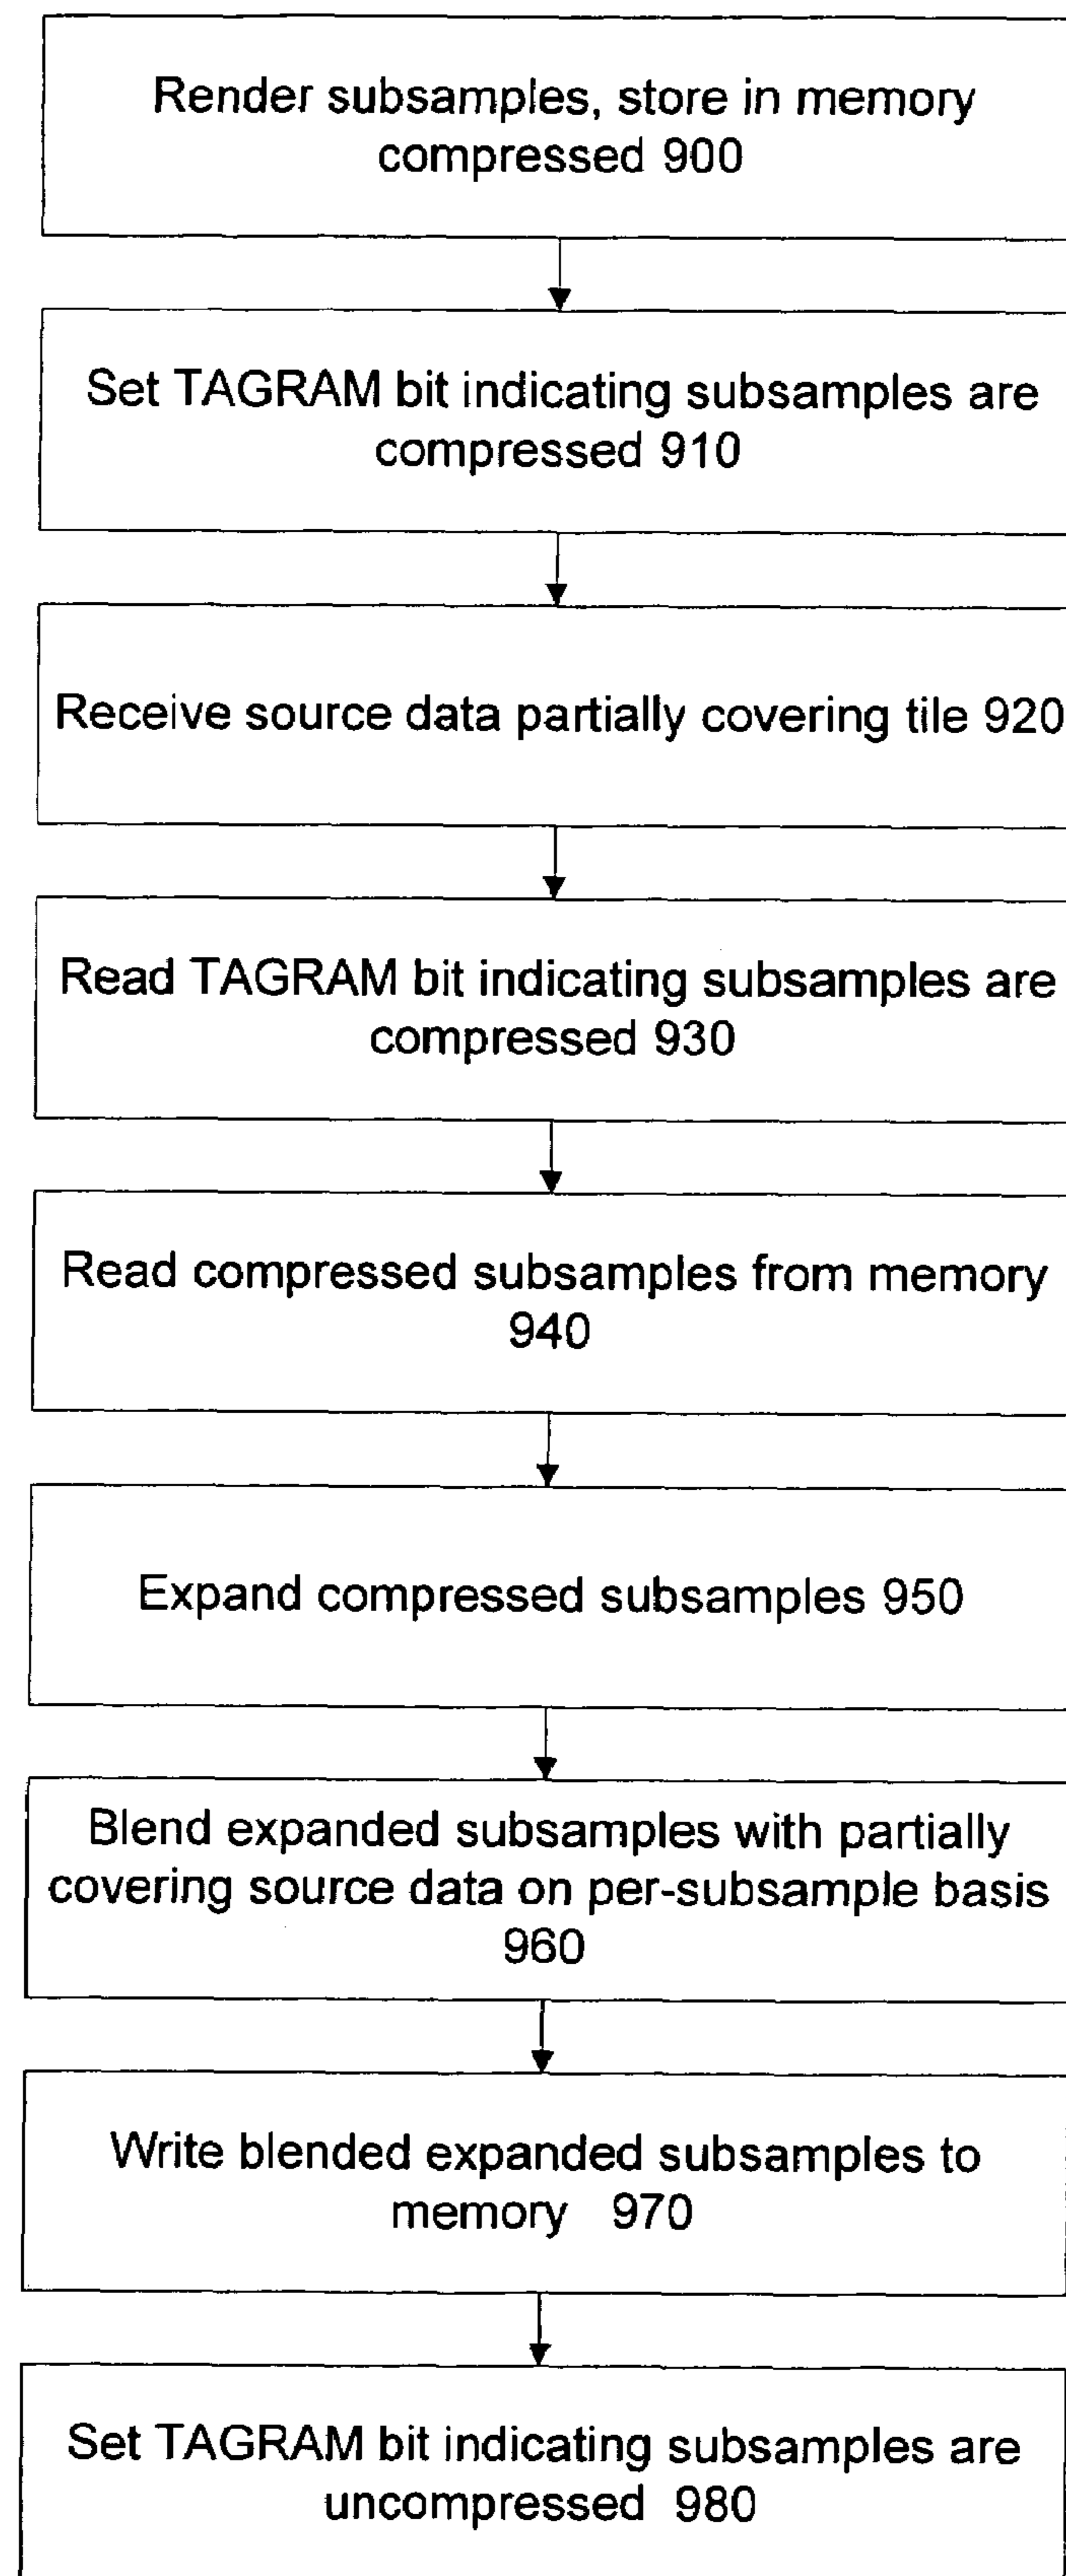 Render subsamples, store in memory
compressed 900
Set TAGRAM bit indicating subsamples are
compressed 910
Receive source data partially covering tile 920
Read TAGRAM bit indicating subsamples are
compressed 930
Read compressed subsamples from memory
940
Expand compressed subsamples 950
Blend expanded subsamples with partially
covering source data on per-subsample basis
960
Write blended expanded subsamples to
memory 970
Set TAGRAM bit indicating subsamples are
uncompressed 980